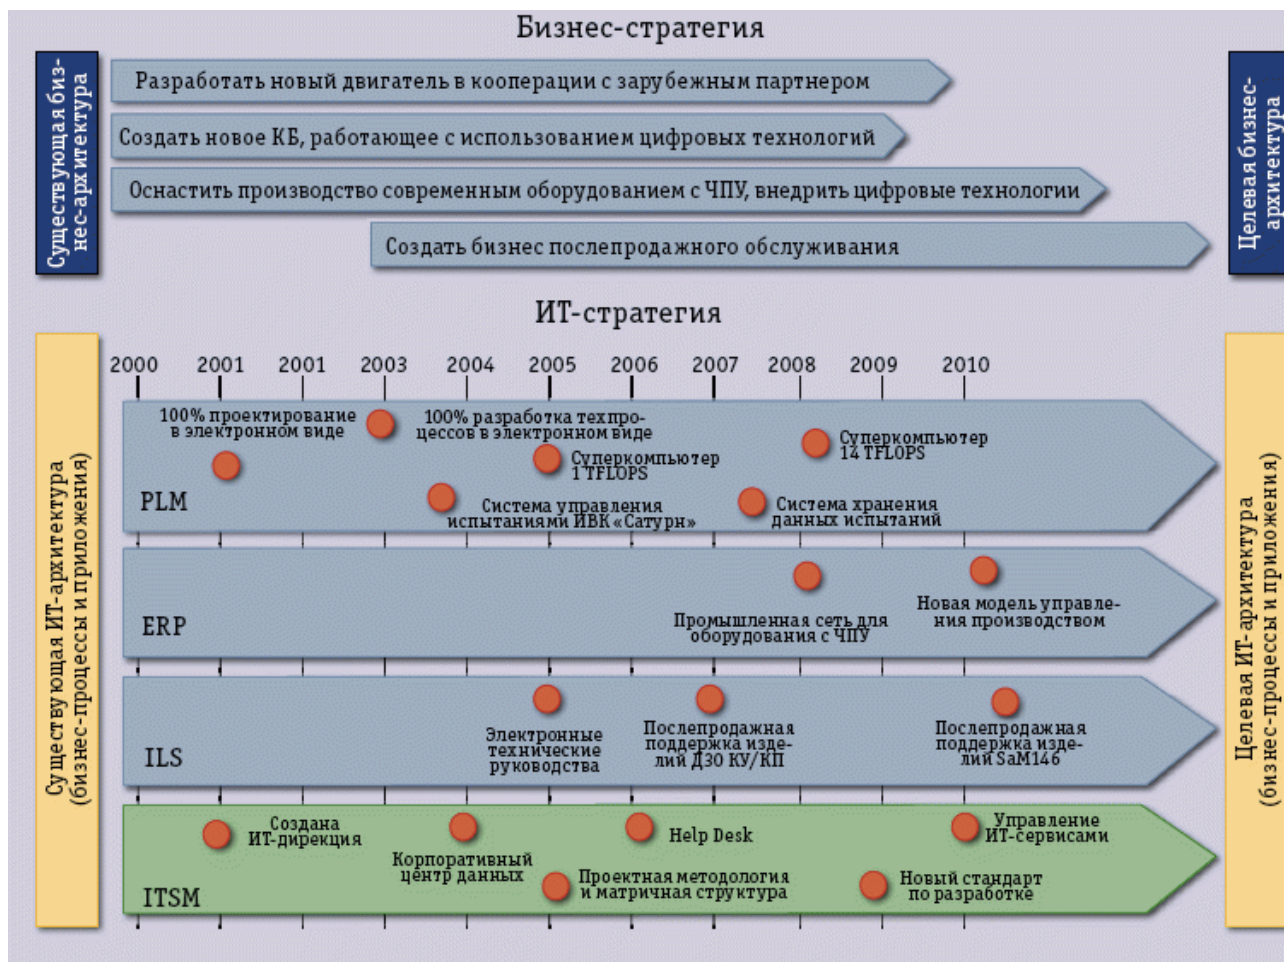 Бизнес-стратегия
Существующая биз-
нес-архитектура
Разработать новый двигатель в кооперации с зарубежным партнером
Создать новое КБ, работающее с использованием цифровых технологий
Оснастить производство современным оборудованием с ЧПУ, внедрить цифровые технологии
Создать бизнес послепродажного обслуживания
Целевая бизнес-
архитектура
ИТ-стратегия
Существующая ИТ-архитектура
(бизнес-процессы и приложения)
2000 2001 2001 2003 2004 2005 2006 2007 2008 2009 2010
100% проектирование
в электронном виде
100% разработка техпро-
цессов в электронном виде
Суперкомпьютер
1 TFLOPS
Суперкомпьютер
14 TFLOPS
PLM
Система управления
испытаниями ИВК «Сатурн»
Система хранения
данных испытаний
ERP
Промышленная сеть для
оборудования с ЧПУ
Новая модель управле-
ния производством
ILS
Электронные
технические
руководства
Послепродажная
поддержка изде-
лий ДЗО КУ/КП
Послепродажная
поддержка изде-
лий SaM146
ITSM
Создана
ИТ-дирекция
Корпоративный
центр данных
Help Desk
Проектная методология
и матричная структура
Управление
ИТ-сервисами
Новый стандарт
по разработке
Целевая ИТ-архитектура
(бизнес-процессы и приложения)